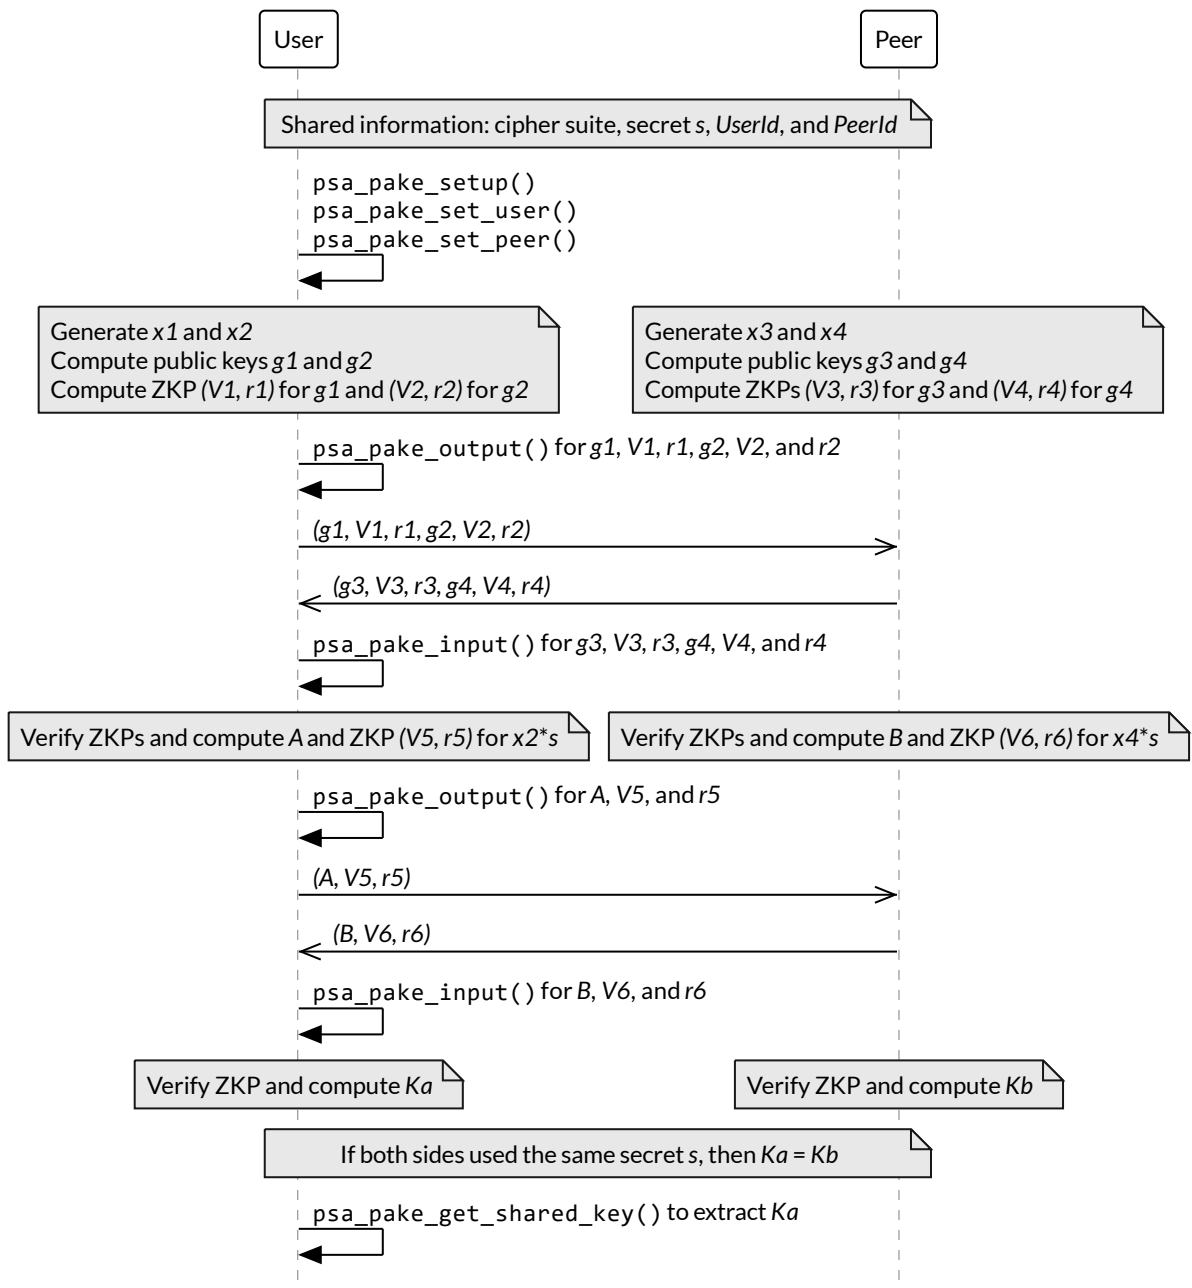 User
Peer
Shared information: cipher suite, secret s, UserId, and PeerId
psa_pake_setup()
psa_pake_set_user()
psa_pake_set_peer()
Generate x1 and x2
Compute public keys g1 and g2
Compute ZKP (V1, r1) for g1 and (V2, r2) for g2
Generate x3 and x4
Compute public keys g3 and g4
Compute ZKPs (V3, r3) for g3 and (V4, r4) for g4
psa_pake_output() for g1, V1, r1, g2, V2, and r2
(g1, V1, r1, g2, V2, r2)
(g3, V3, r3, g4, V4, r4)
psa_pake_input() for g3, V3, r3, g4, V4, and r4
Verify ZKPs and compute A and ZKP (V5, r5) for x2*s
Verify ZKPs and compute B and ZKP (V6, r6) for x4*s
psa_pake_output() for A, V5, and r5
(A, V5, r5)
(B, V6, r6)
psa_pake_input() for B, V6, and r6
Verify ZKP and compute Ka
Verify ZKP and compute Kb
If both sides used the same secret s, then Ka = Kb
psa_pake_get_shared_key() to extract Ka